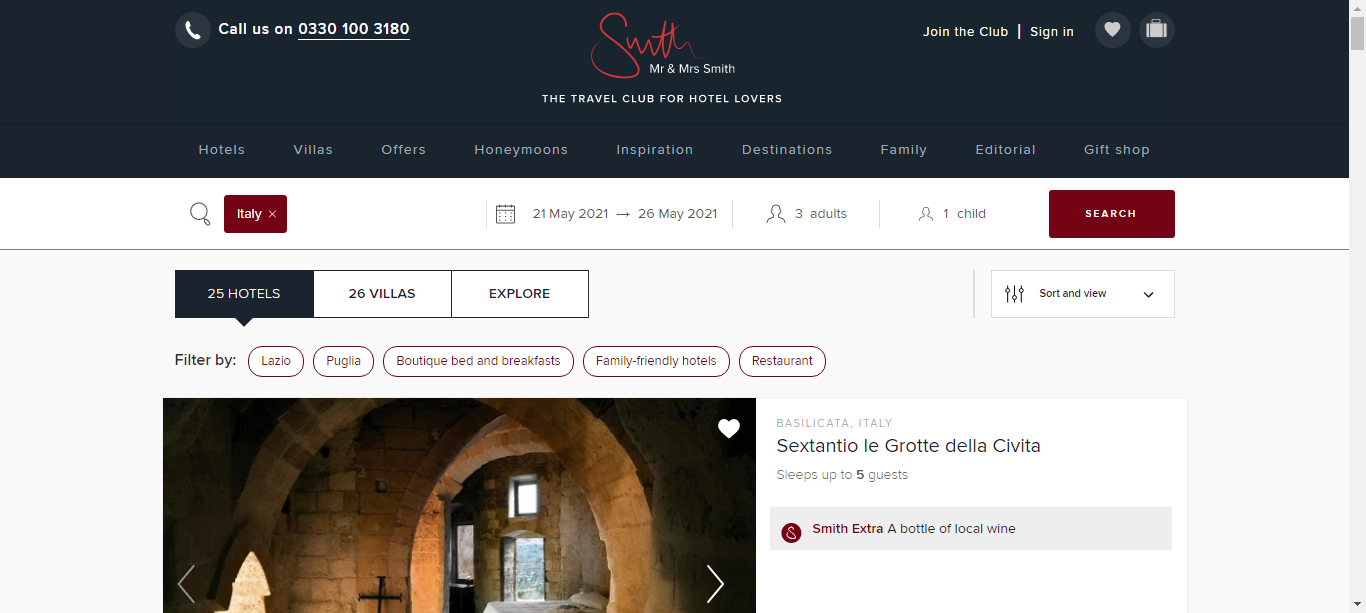 Call us on 0330 100 3180
Smith
Mr & Mrs Smith
THE TRAVEL CLUB FOR HOTEL LOVERS
Join the Club | Sign in
Hotels Villas Offers Honeymoons Inspiration Destinations Family Editorial Gift shop
Italy × 21 May 2021 → 26 May 2021 3 adults 1 child SEARCH
25 HOTELS 26 VILLAS EXPLORE Sort and view
Filter by: Lazio Puglia Boutique bed and breakfasts Family-friendly hotels Restaurant
BASILICATA, ITALY
Sextantio le Grotte della Civita
Sleeps up to 5 guests
Smith Extra A bottle of local wine